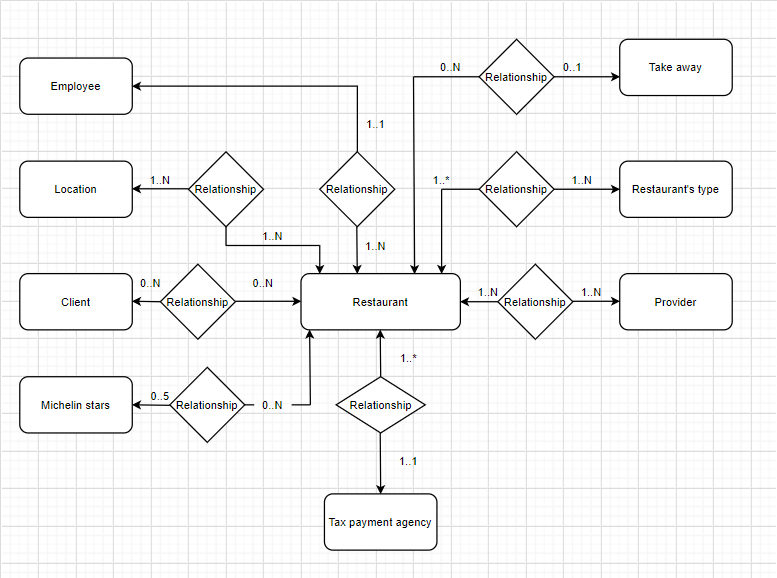 0..N
Relationship
0..1
Take away
Employee
1..1
Location
1..N
Relationship
Relationship
1..*
Relationship
1..N
Restaurant's type
1..N
1..N
Client
0..N
Relationship
0..N
Restaurant
1..N
Relationship
1..N
Provider
Michelin stars
0..5
Relationship
0..N
1..*
Relationship
1..1
Tax payment agency